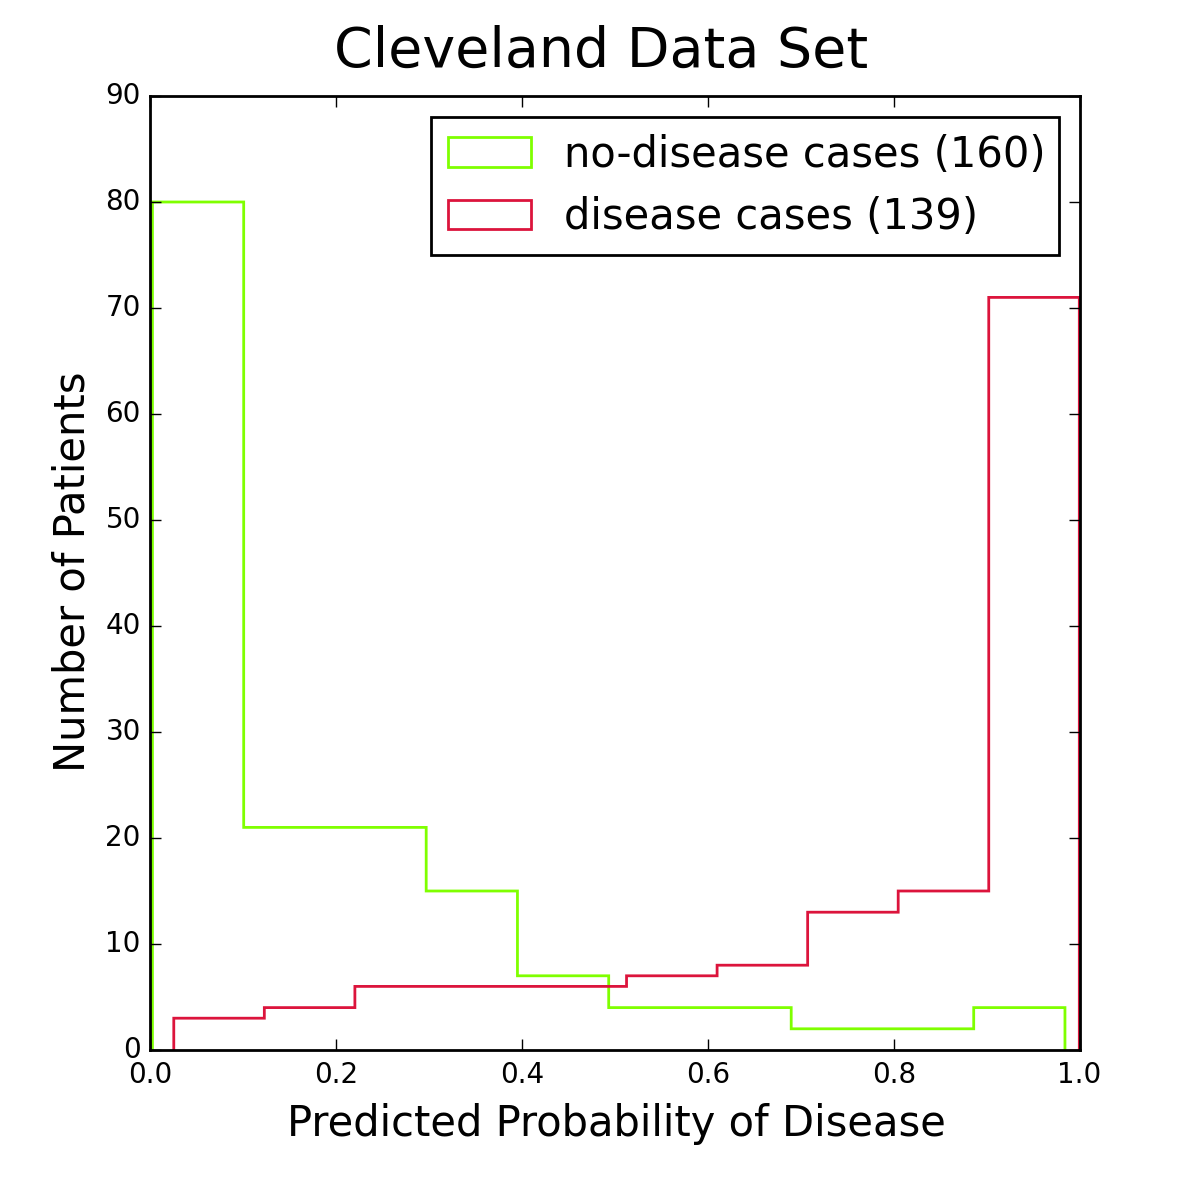 Cleveland Data Set
no-disease cases (160)
disease cases (139)
90
80
70
60
50
40
30
20
10
0
Number of Patients
0.0 0.2 0.4 0.6 0.8 1.0
Predicted Probability of Disease